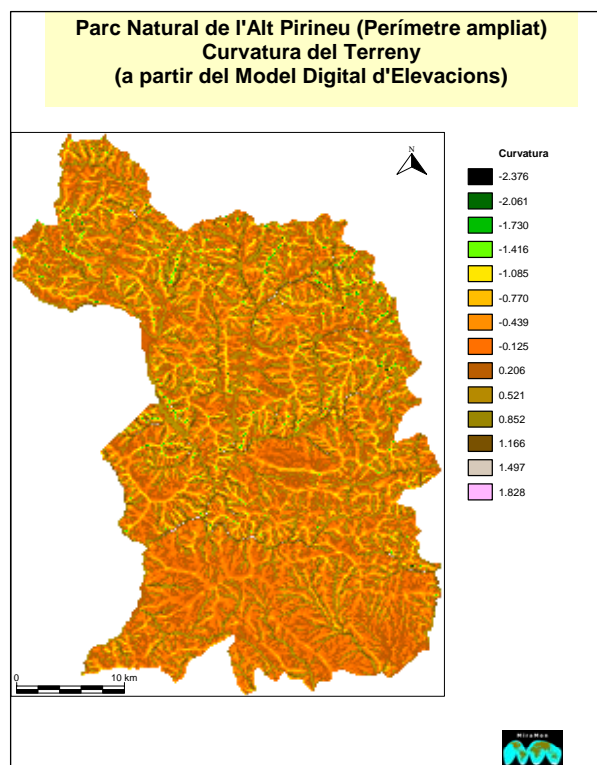 Parc Natural de l'Alt Pirineu (Perímetre ampliat)
Curvatura del Terreny
(a partir del Model Digital d'Elevacions)
N
Curvatura
-2.376
-2.061
-1.730
-1.416
-1.085
-0.770
-0.439
-0.125
0.206
0.521
0.852
1.166
1.497
1.828
0 10 km
MiraMon